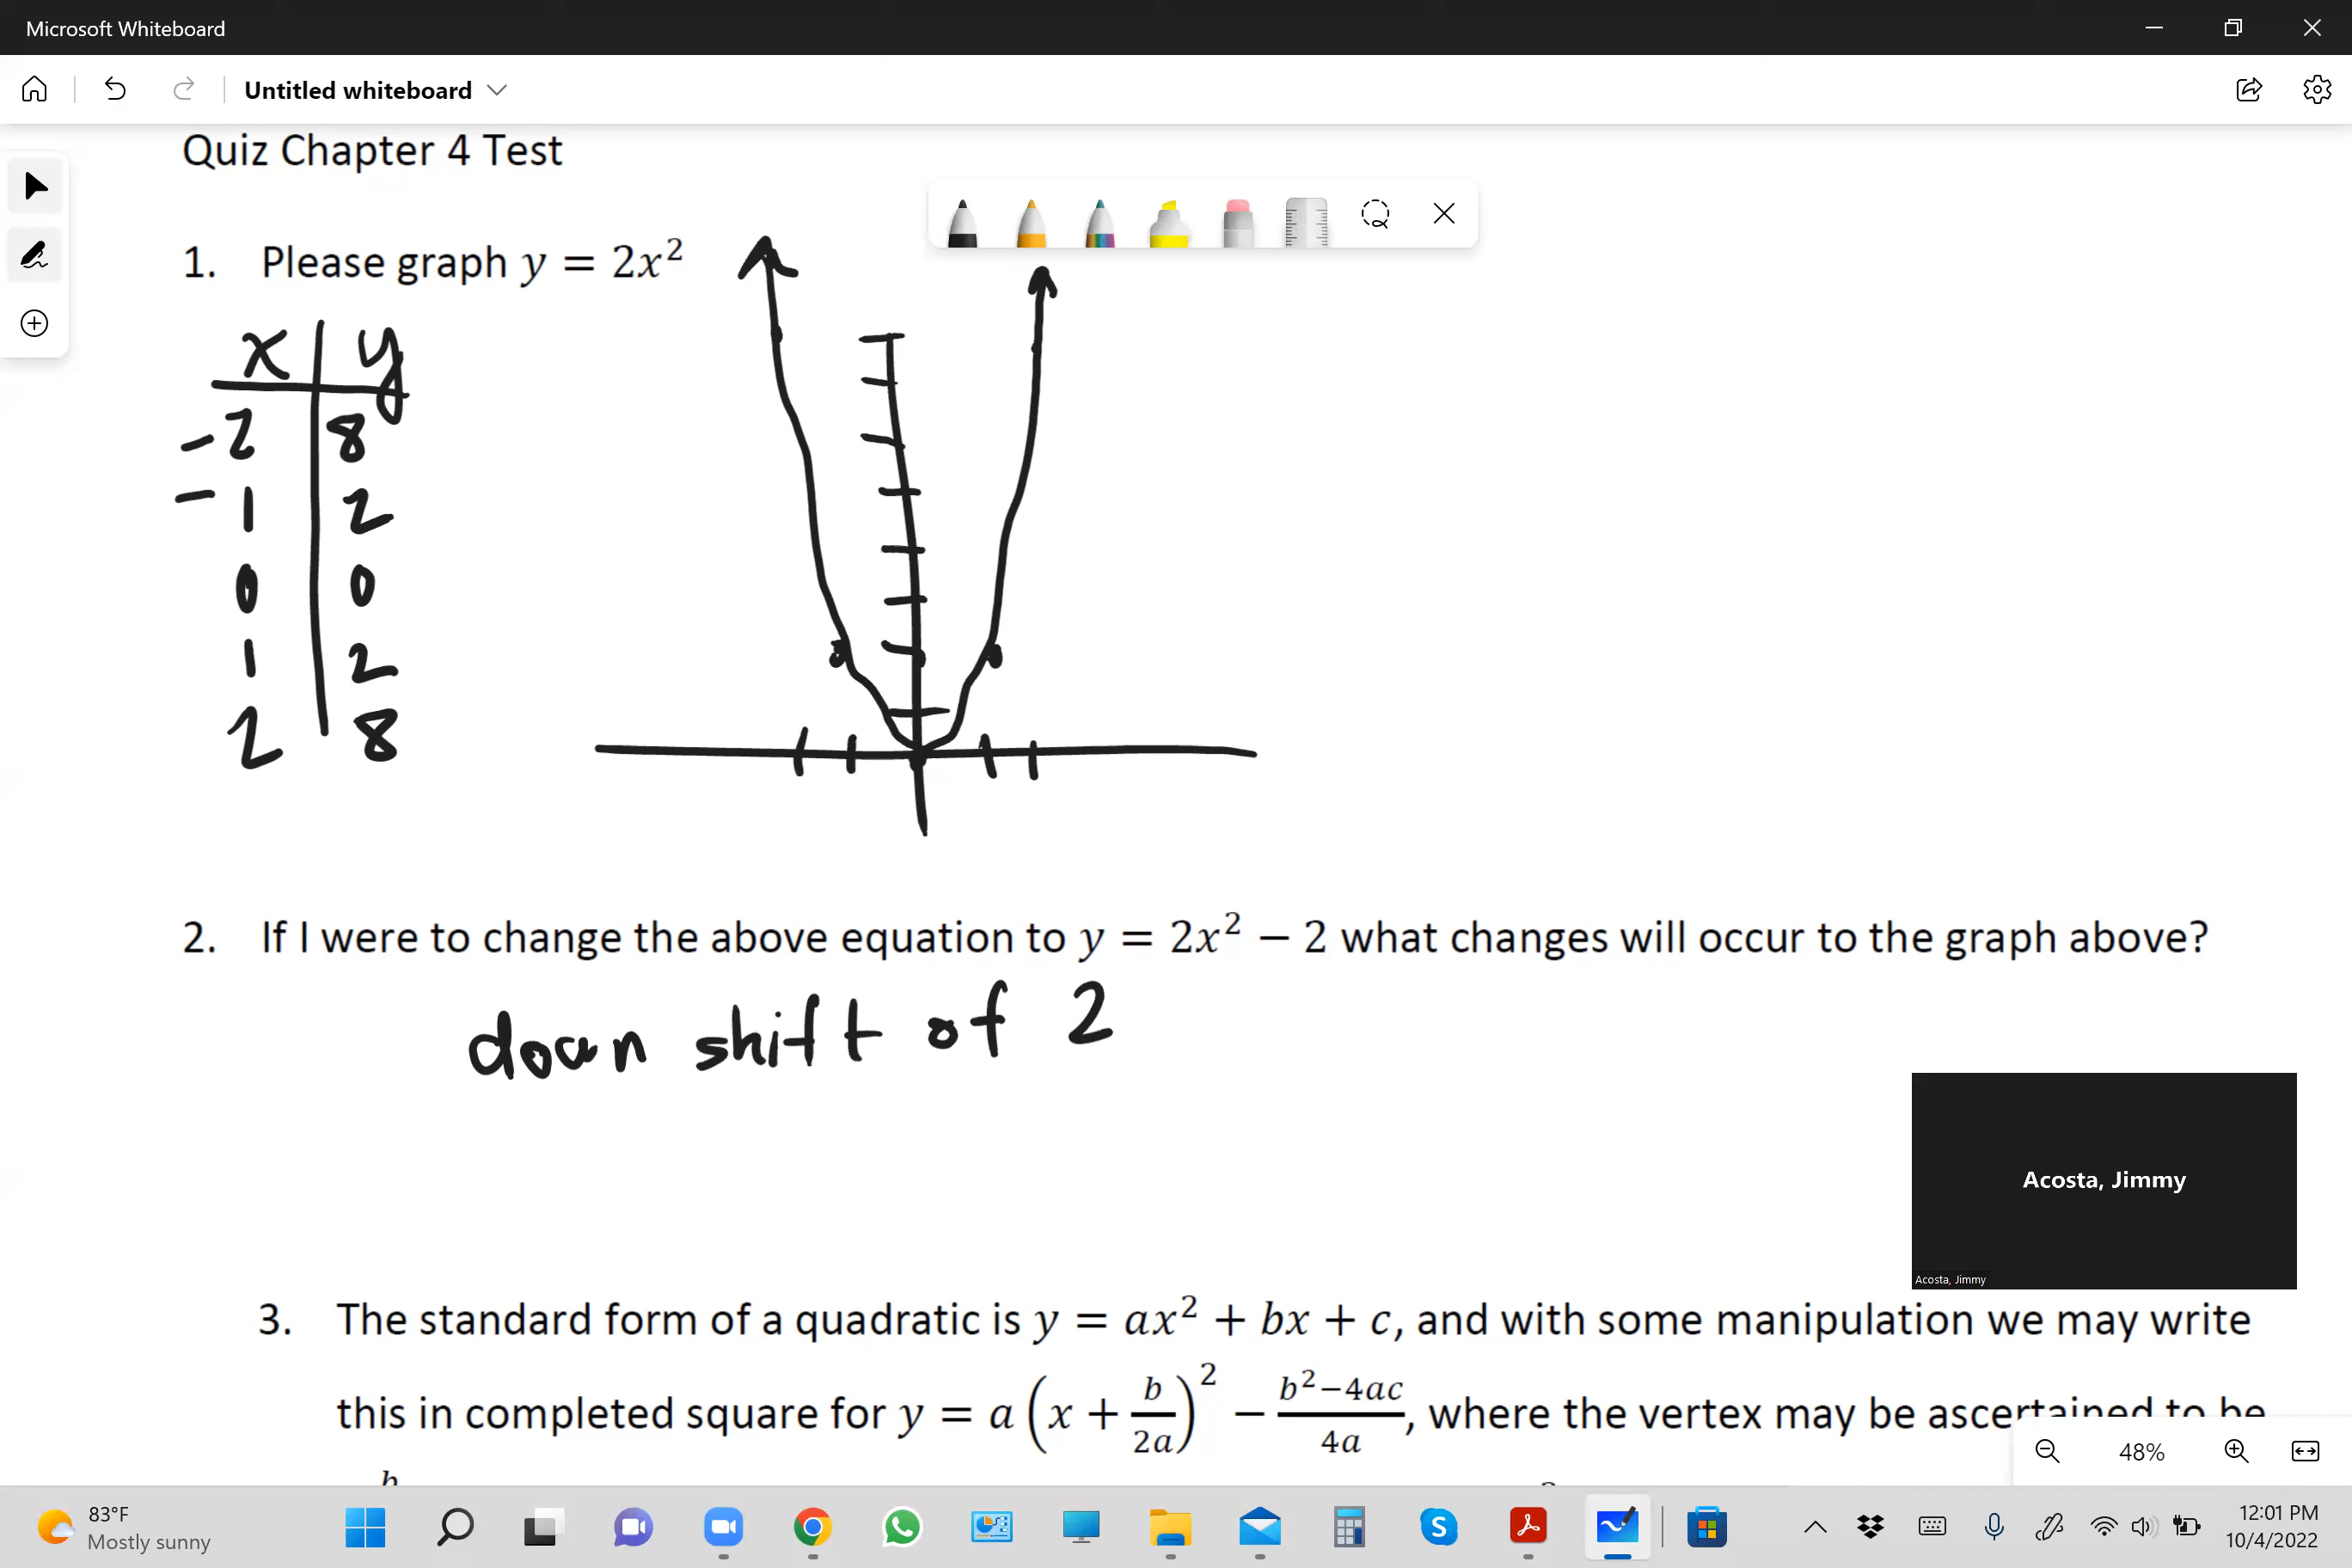 Microsoft Whiteboard
Untitled whiteboard
Quiz Chapter 4 Test
1. Please graph y = 2x²
x | y
-2 | 8
-1 | 2
0 | 0
1 | 2
2 | 8
2. If I were to change the above equation to y = 2x² − 2 what changes will occur to the graph above?
down shift of 2
Acosta, Jimmy
Acosta, Jimmy
3. The standard form of a quadratic is y = ax² + bx + c, and with some manipulation we may write
this in completed square for y = a(x + b/2a)² − (b²−4ac)/4a, where the vertex may be ascertained to be
48%
83°F
Mostly sunny
12:01 PM
10/4/2022